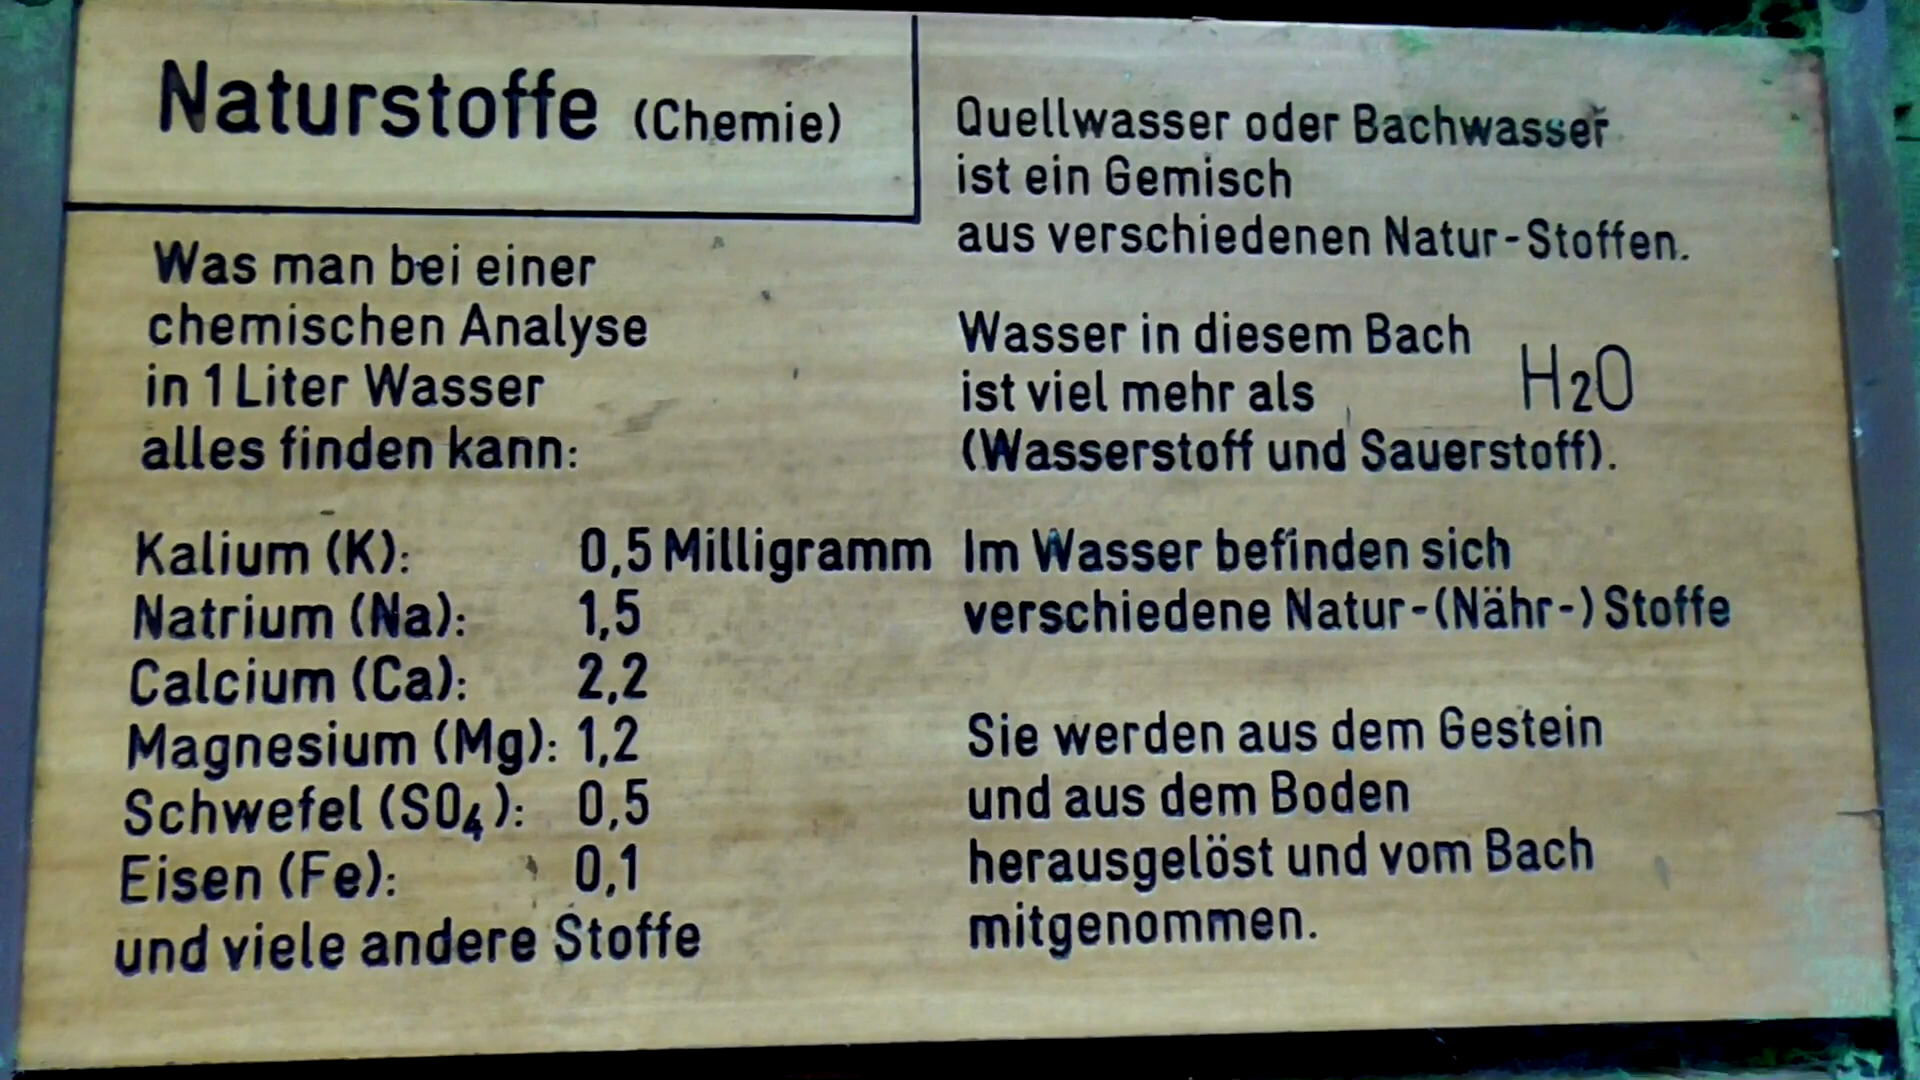 Naturstoffe (Chemie)
Was man bei einer
chemischen Analyse
in 1 Liter Wasser
alles finden kann:
Kalium (K): 0,5 Milligramm
Natrium (Na): 1,5
Calcium (Ca): 2,2
Magnesium (Mg): 1,2
Schwefel (SO₄): 0,5
Eisen (Fe): 0,1
und viele andere Stoffe
Quellwasser oder Bachwasser
ist ein Gemisch
aus verschiedenen Natur-Stoffen.
Wasser in diesem Bach
ist viel mehr als H2O
(Wasserstoff und Sauerstoff).
Im Wasser befinden sich
verschiedene Natur-(Nähr-) Stoffe
Sie werden aus dem Gestein
und aus dem Boden
herausgelöst und vom Bach
mitgenommen.